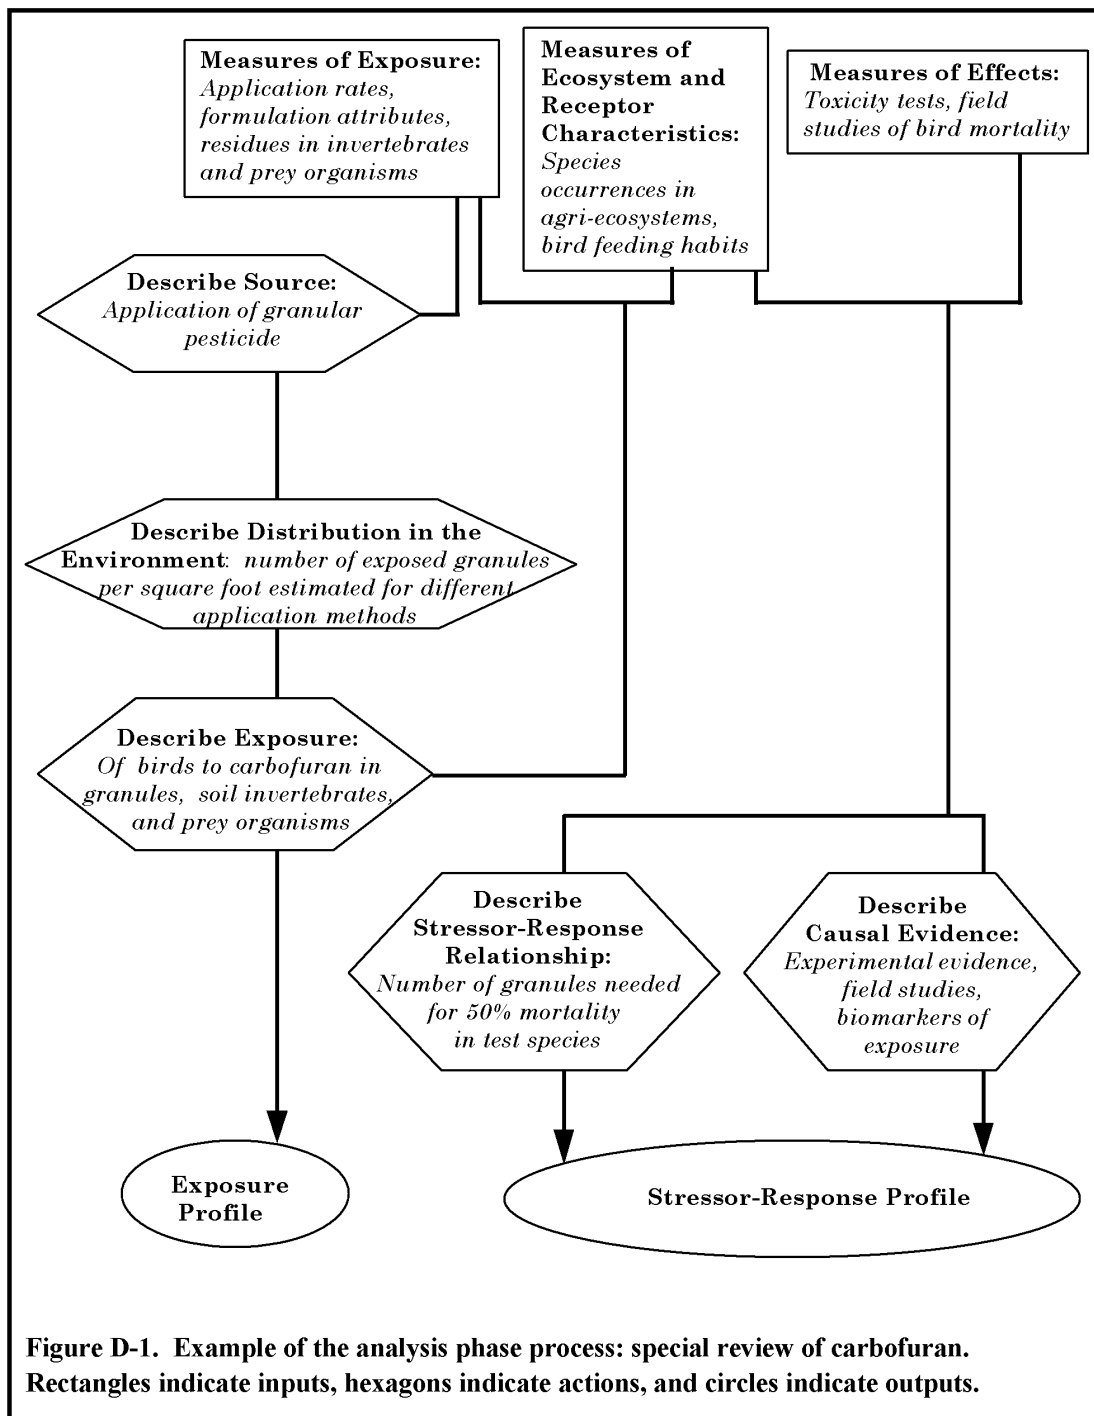 Measures of Exposure:
Application rates,
formulation attributes,
residues in invertebrates
and prey organisms
Measures of
Ecosystem and
Receptor
Characteristics:
Species
occurrences in
agri-ecosystems,
bird feeding habits
Measures of Effects:
Toxicity tests, field
studies of bird mortality
Describe Source:
Application of granular
pesticide
Describe Distribution in the
Environment: number of exposed granules
per square foot estimated for different
application methods
Describe Exposure:
Of birds to carbofuran in
granules, soil invertebrates,
and prey organisms
Describe
Stressor-Response
Relationship:
Number of granules needed
for 50% mortality
in test species
Describe
Causal Evidence:
Experimental evidence,
field studies,
biomarkers of
exposure
Exposure
Profile
Stressor-Response Profile
Figure D-1. Example of the analysis phase process: special review of carbofuran.
Rectangles indicate inputs, hexagons indicate actions, and circles indicate outputs.